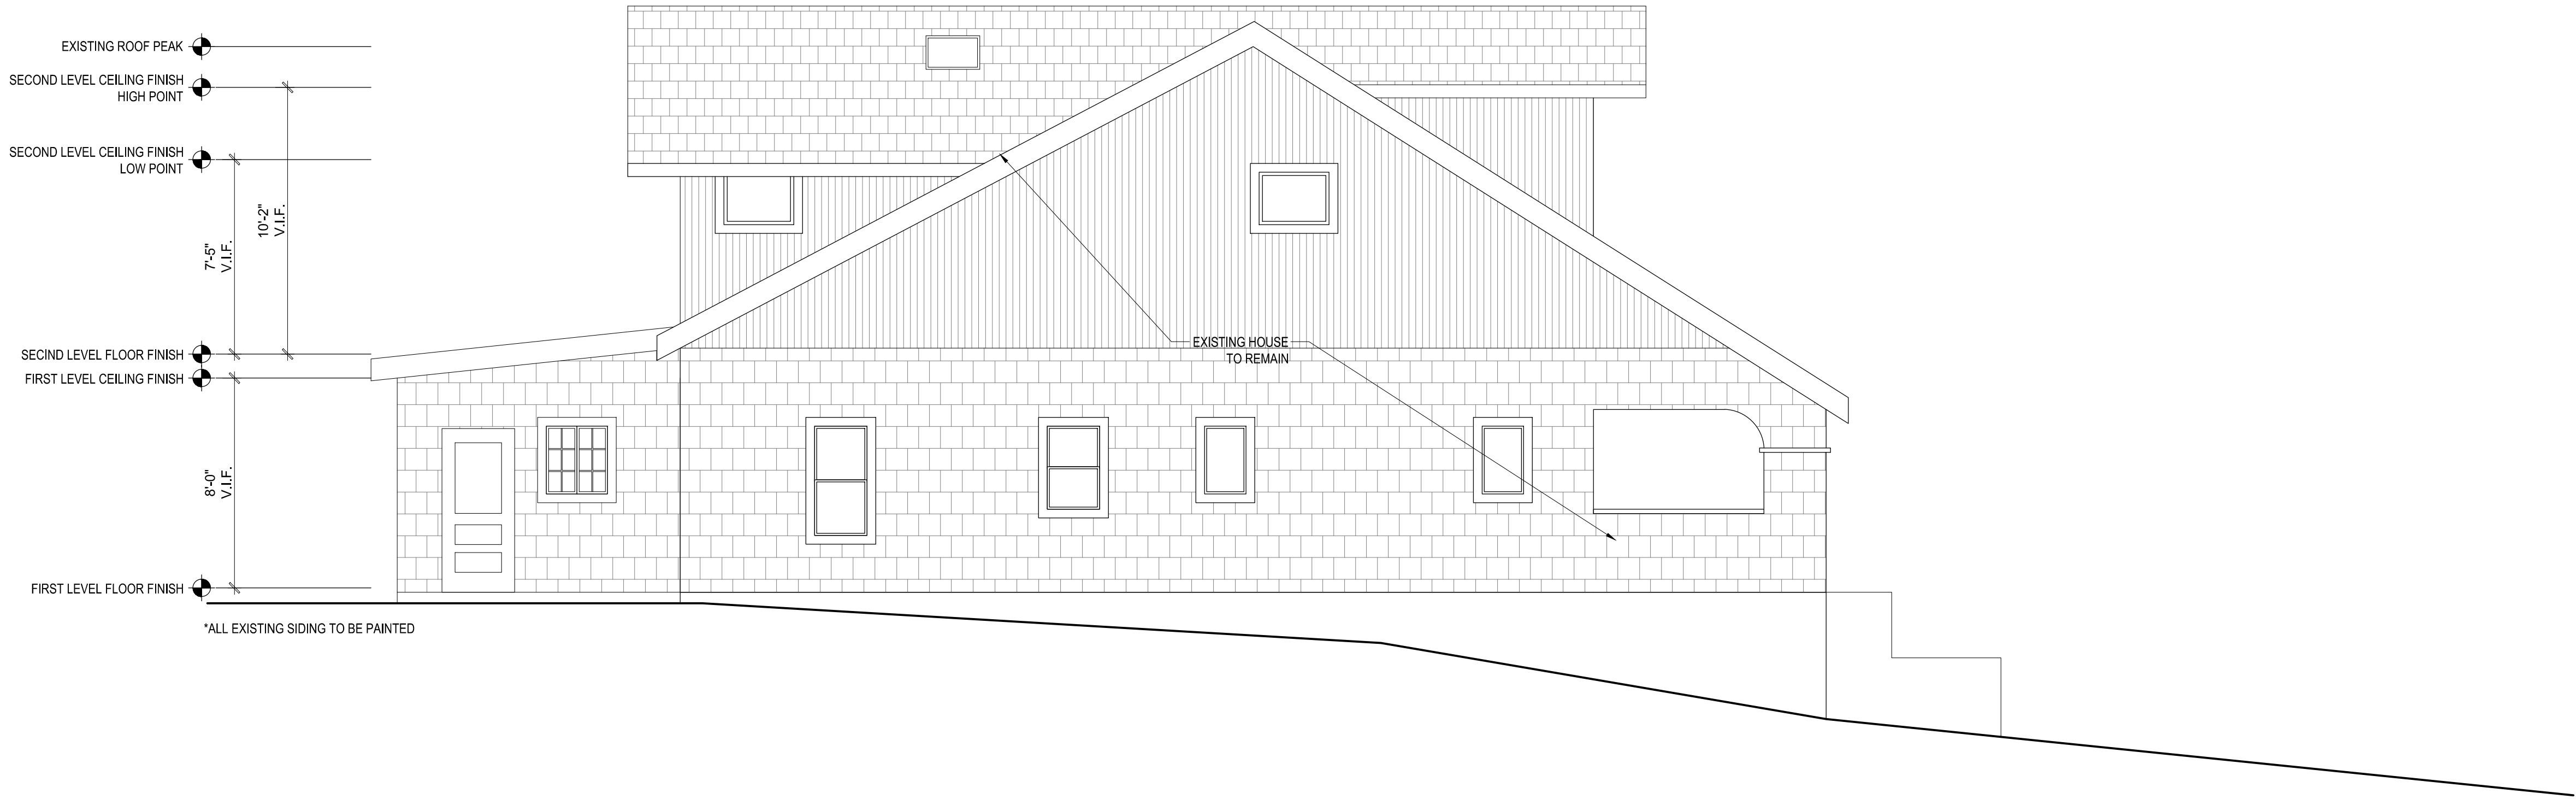 EXISTING ROOF PEAK
SECOND LEVEL CEILING FINISH
HIGH POINT
SECOND LEVEL CEILING FINISH
LOW POINT
10'-2"
V.I.F.
7'-5"
V.I.F.
EXISTING HOUSE
TO REMAIN
SECIND LEVEL FLOOR FINISH
FIRST LEVEL CEILING FINISH
8'-0"
V.I.F.
FIRST LEVEL FLOOR FINISH
*ALL EXISTING SIDING TO BE PAINTED